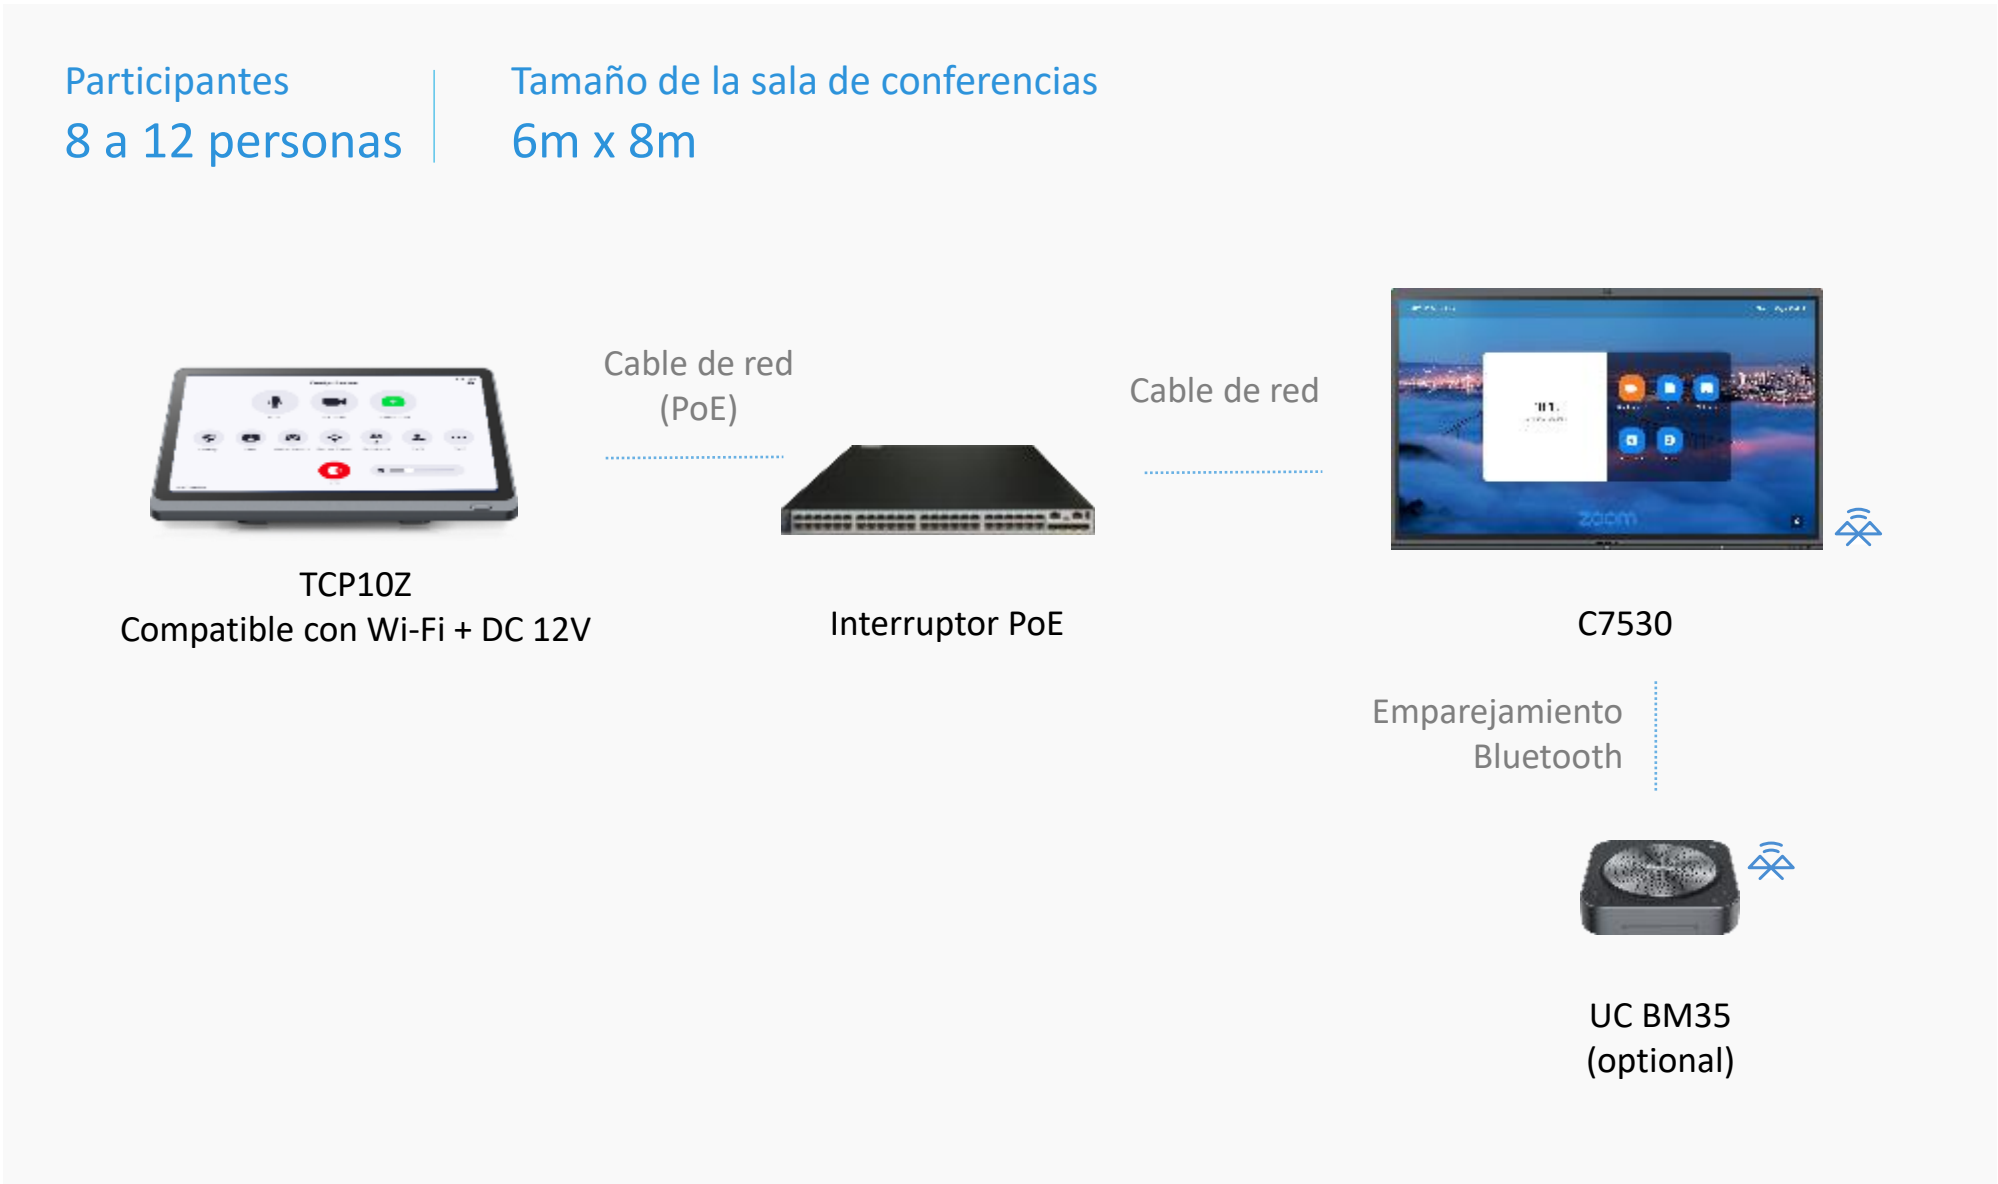 Participantes
8 a 12 personas
Tamaño de la sala de conferencias
6m x 8m
Cable de red
(PoE)
Cable de red
zoom
TCP10Z
Compatible con Wi-Fi + DC 12V
Interruptor PoE
C7530
Emparejamiento
Bluetooth
UC BM35
(optional)